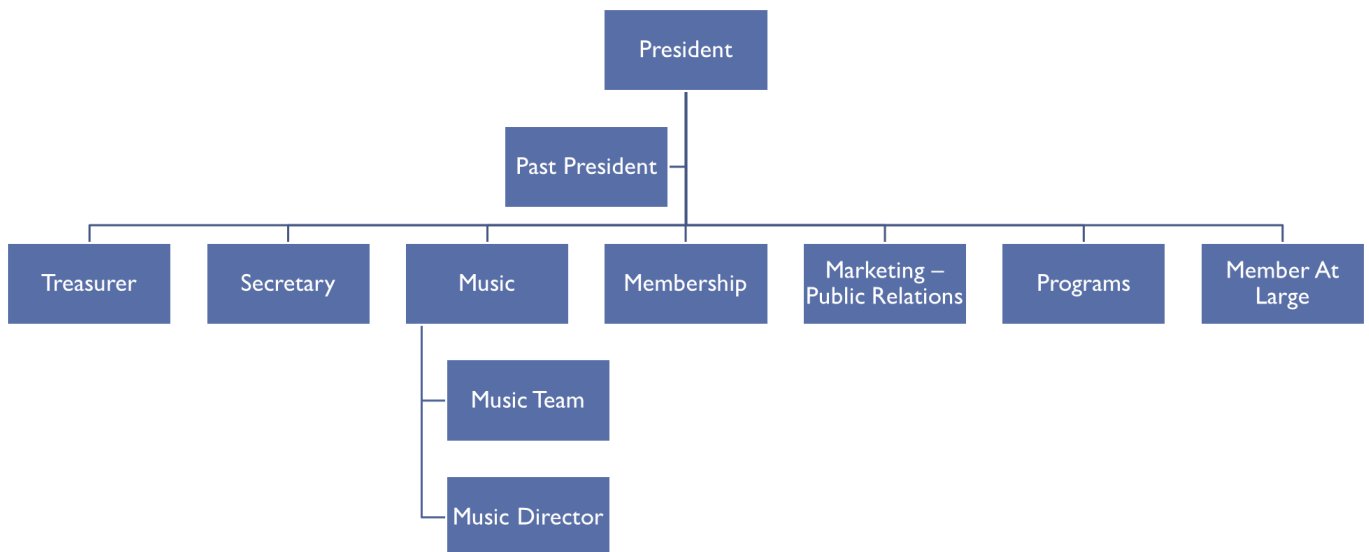 President
Past President
Treasurer
Secretary
Music
Membership
Marketing –
Public Relations
Programs
Member At
Large
Music Team
Music Director